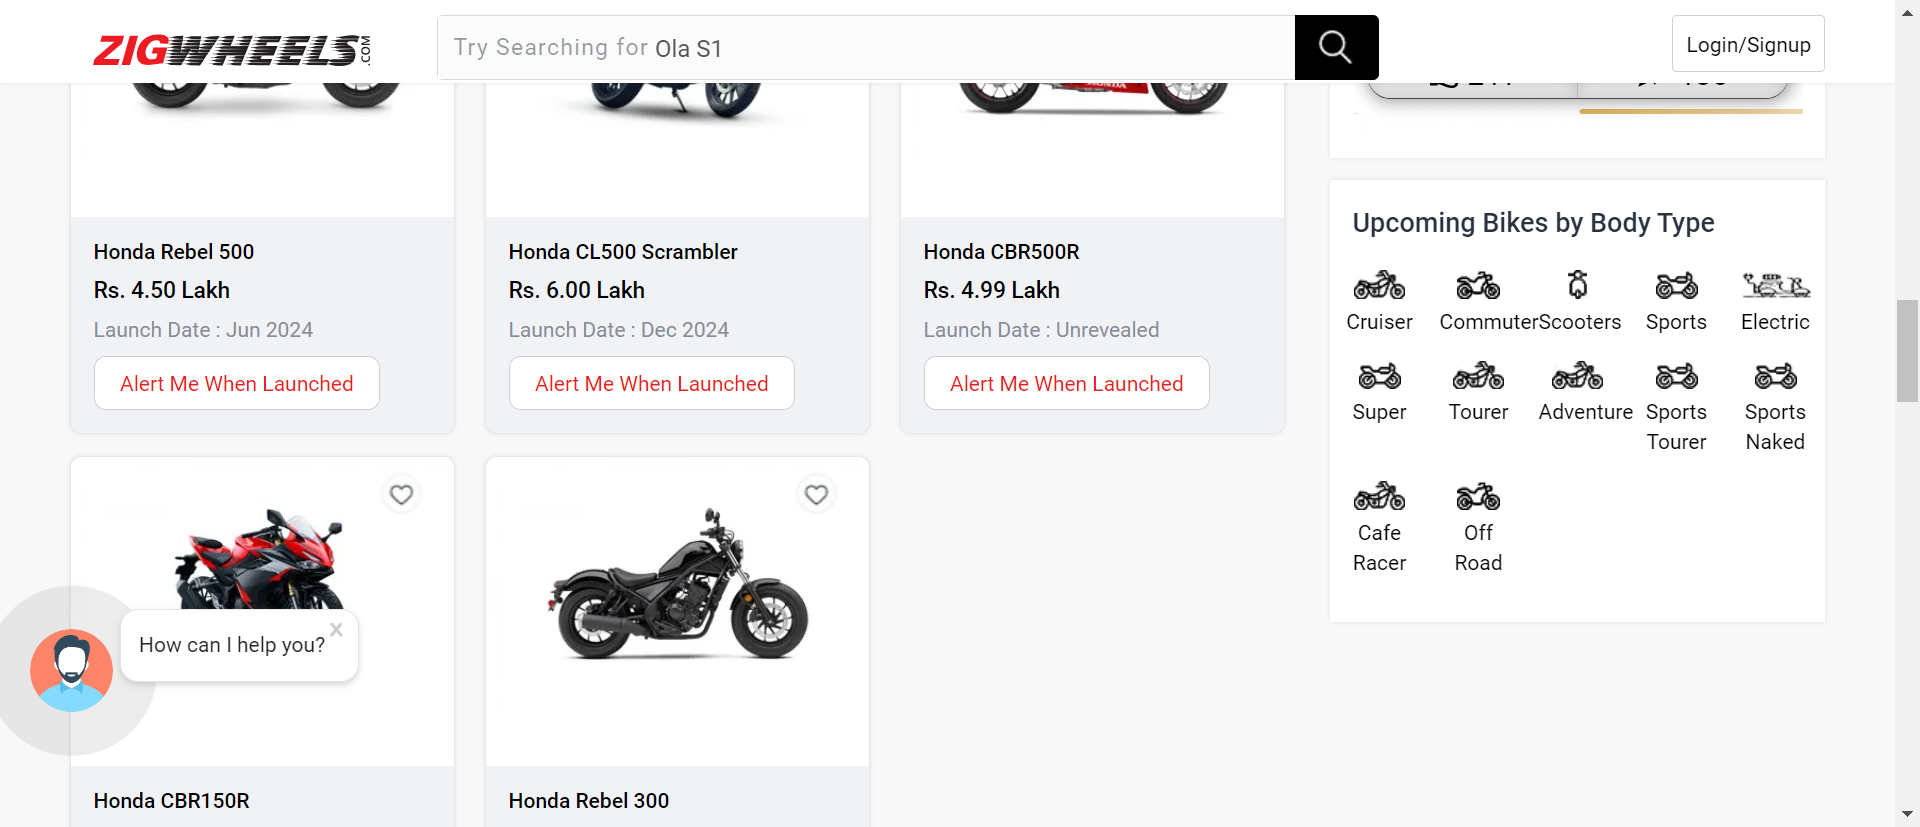 ZIGWHEELS.COM
Try Searching for Ola S1
Login/Signup
Honda Rebel 500
Rs. 4.50 Lakh
Launch Date : Jun 2024
Alert Me When Launched
Honda CL500 Scrambler
Rs. 6.00 Lakh
Launch Date : Dec 2024
Alert Me When Launched
Honda CBR500R
Rs. 4.99 Lakh
Launch Date : Unrevealed
Alert Me When Launched
Honda CBR150R
Honda Rebel 300
How can I help you?
Upcoming Bikes by Body Type
Cruiser
Commuter
Scooters
Sports
Electric
Super
Tourer
Adventure
Sports
Tourer
Sports
Naked
Cafe
Racer
Off
Road